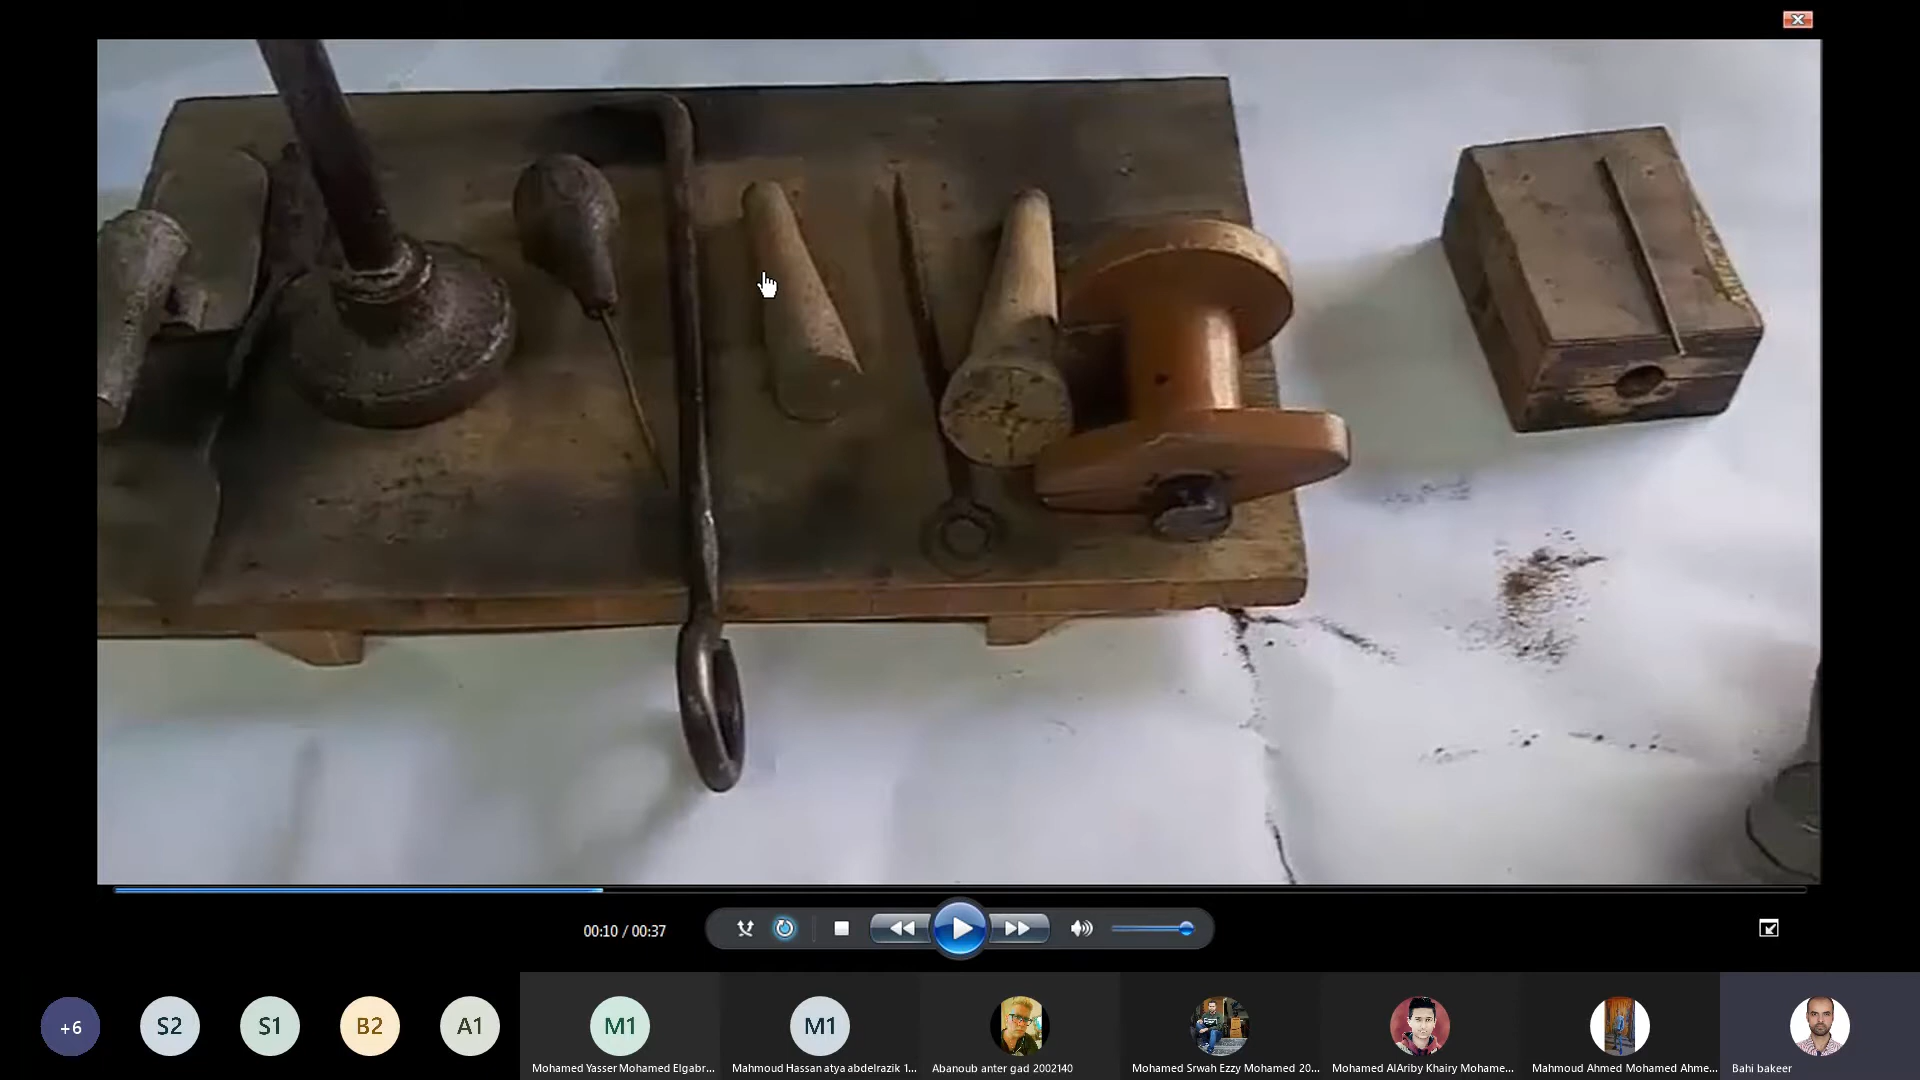 00:10 / 00:37
+6
S2
S1
B2
A1
M1
M1
Mohamed Yasser Mohamed Elgabr...
Mahmoud Hassan atya abdelrazik 1...
Abanoub anter gad 2002140
Mohamed Srwah Ezzy Mohamed 20...
Mohamed AlAriby Khairy Mohame...
Mahmoud Ahmed Mohamed Ahme...
Bahi bakeer